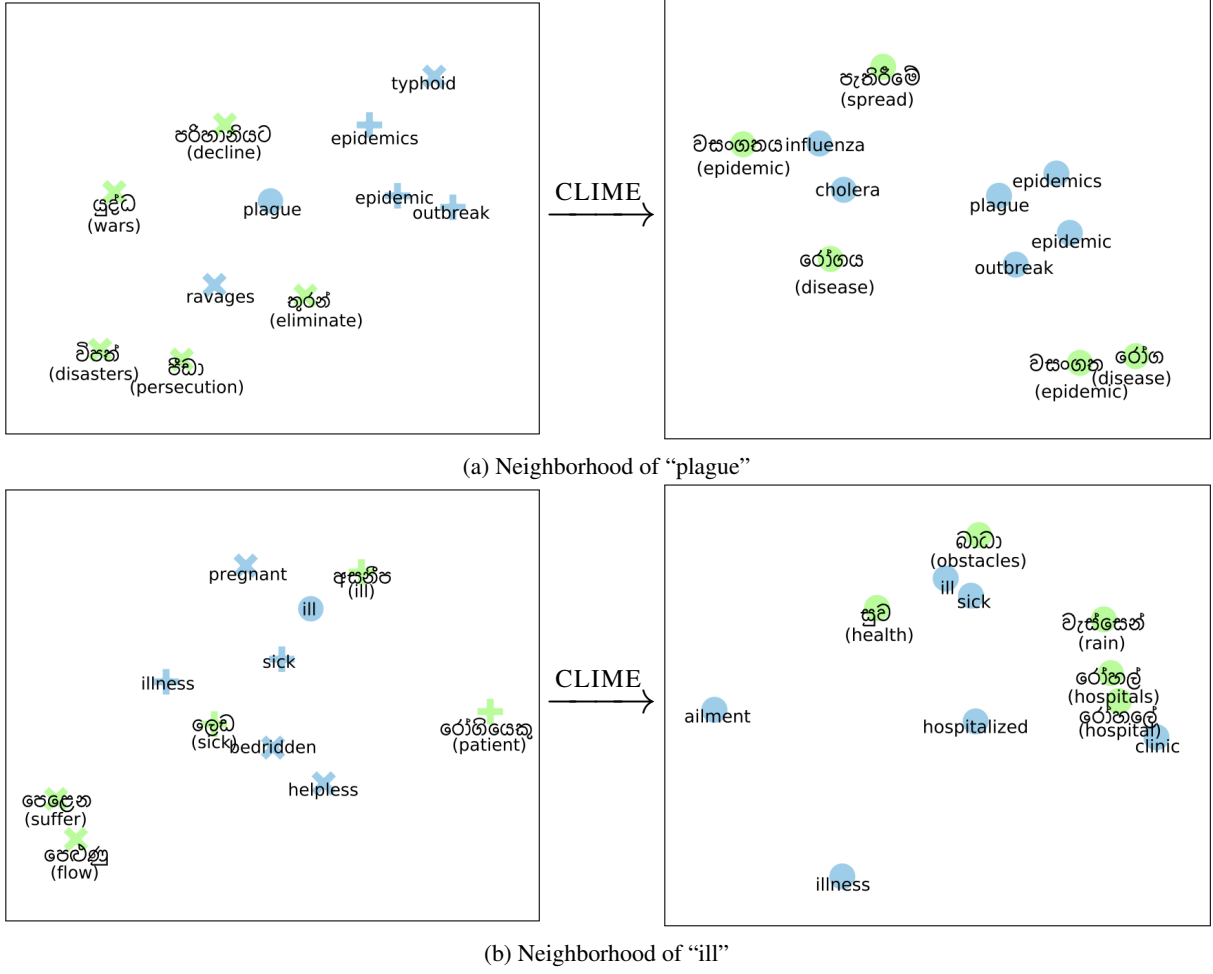 typhoid
පරිහානියට
(decline)
epidemics
යුද්ධ
(wars)
plague
epidemic
outbreak
ravages
තුරන්
(eliminate)
විපත්
(disasters)
පීඩා
(persecution)
CLIME
පැතිරීමේ
(spread)
වසංගතය
(epidemic)
influenza
cholera
epidemics
plague
epidemic
outbreak
රෝගය
(disease)
වසංගත
(epidemic)
රෝග
(disease)
(a) Neighborhood of “plague”
pregnant
අසනීප
(ill)
ill
sick
illness
ලෙඩ
(sick)
bedridden
රෝගියෙකු
(patient)
helpless
පෙළෙන
(suffer)
පෙළුණු
(flow)
CLIME
බාධා
(obstacles)
ill
sick
සුව
(health)
වැස්සෙන්
(rain)
රෝහල්
(hospitals)
රෝහලේ
(hospital)
clinic
ailment
hospitalized
illness
(b) Neighborhood of “ill”